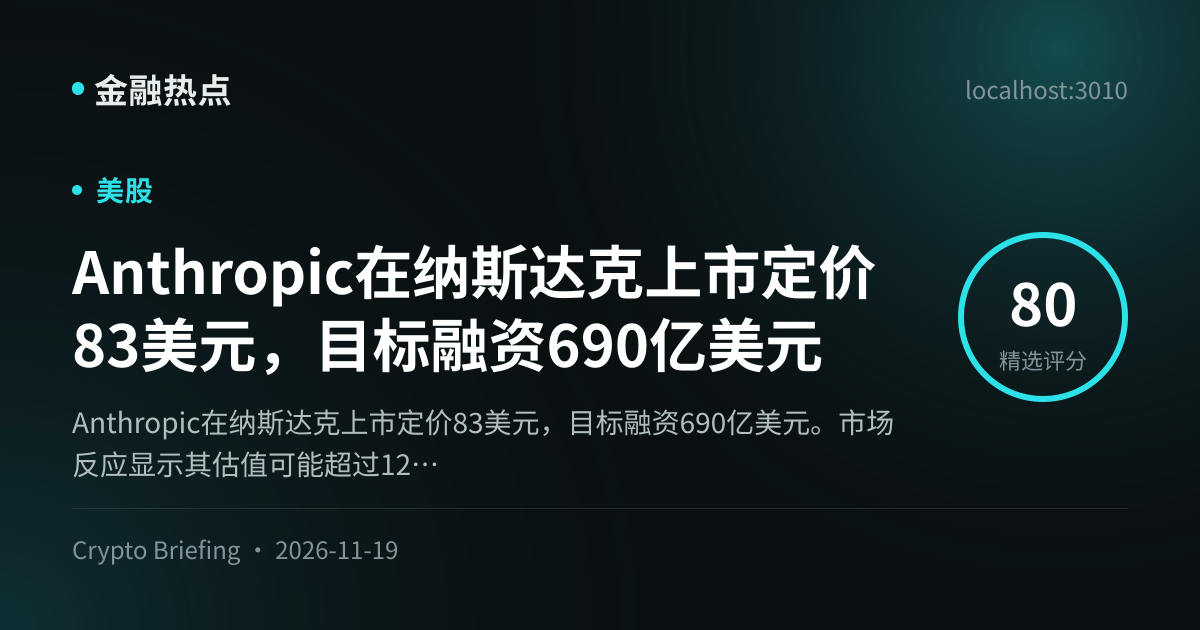 金融热点
localhost:3010
美股
Anthropic在纳斯达克上市定价
83美元，目标融资690亿美元
80
精选评分
Anthropic在纳斯达克上市定价83美元，目标融资690亿美元。市场
反应显示其估值可能超过12…
Crypto Briefing · 2026-11-19